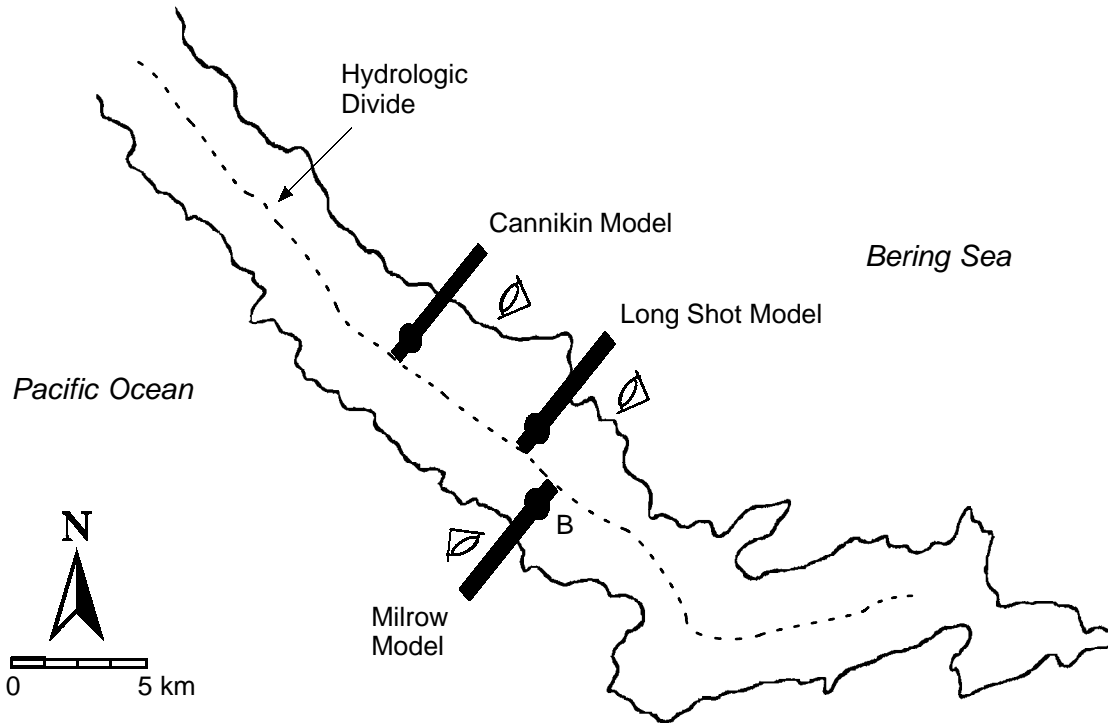 Hydrologic
Divide
Cannikin Model
Bering Sea
Long Shot Model
Pacific Ocean
B
N
Milrow
Model
0 5 km